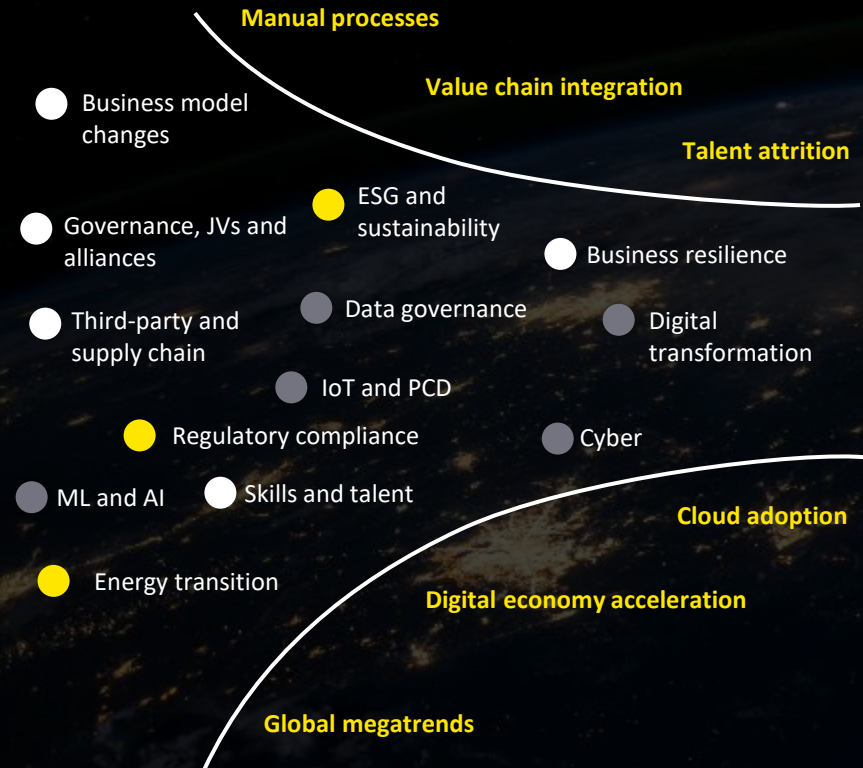 Manual processes
Value chain integration
Business model
changes
Talent attrition
ESG and
sustainability
Governance, JVs and
alliances
Business resilience
Data governance
Third-party and
supply chain
Digital
transformation
IoT and PCD
Regulatory compliance
Cyber
ML and AI
Skills and talent
Cloud adoption
Energy transition
Digital economy acceleration
Global megatrends